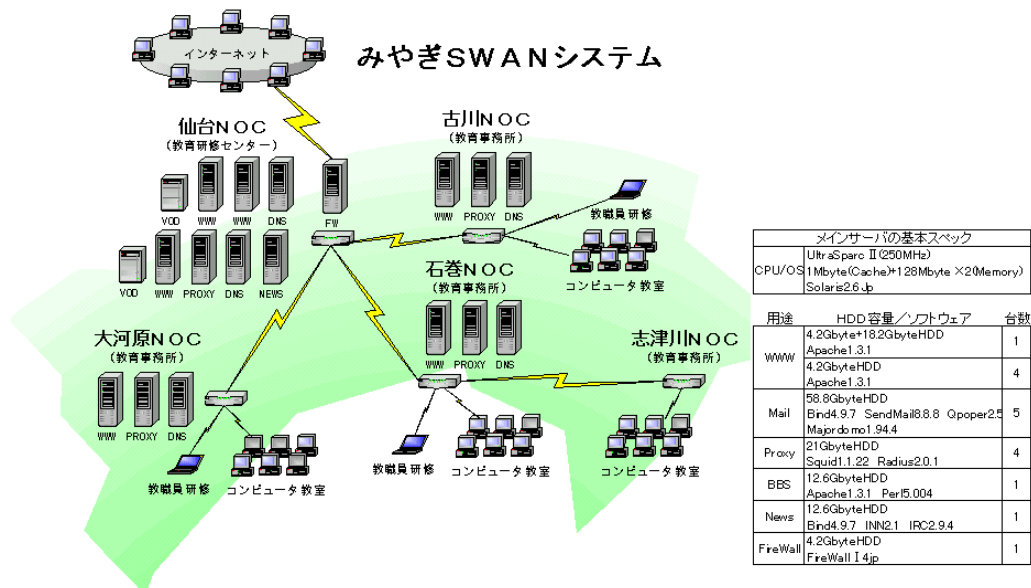 インターネット
みやぎSWANシステム
仙台NOC
(教育研修センター)
VOD WWW WWW DNS
FW
VOD WWW PROXY DNS NEWS
古川NOC
(教育事務所)
WWW PROXY DNS
教職員研修
コンピュータ教室
石巻NOC
(教育事務所)
WWW PROXY DNS
教職員研修
コンピュータ教室
志津川NOC
(教育事務所)
コンピュータ教室
大河原NOC
(教育事務所)
WWW PROXY DNS
教職員研修
コンピュータ教室
メインサーバの基本スペック
CPU/OS
UltraSparc Ⅱ(250MHz)
1Mbyte(Cache)+128Mbyte ×2(Memory)
Solaris2.6 Jp
用途 HDD容量/ソフトウェア 台数
WWW
4.2Gbyte+18.2GbyteHDD
Apache1.3.1
1
4.2GbyteHDD
Apache1.3.1
4
Mail
58.8GbyteHDD
Bind4.9.7 SendMail8.8.8 Qpoper2.5
Majordomo1.94.4
5
Proxy
21GbyteHDD
Squid1.1.22 Radius2.0.1
4
BBS
12.6GbyteHDD
Apache1.3.1 Perl5.004
1
News
12.6GbyteHDD
Bind4.9.7 INN2.1 IRC2.9.4
1
FireWall
4.2GbyteHDD
FireWall Ⅰ 4jp
1